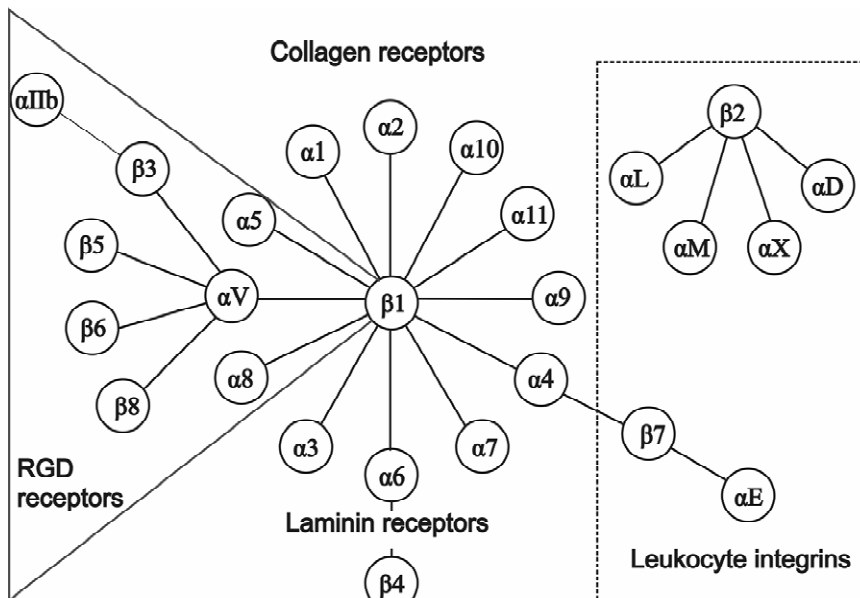 Collagen receptors
αIIb
α2
β2
α1
α10
β3
αL
αD
α5
α11
β5
αM
αX
αV
β1
α9
β6
α8
α4
β8
β7
α3
α7
RGD
receptors
α6
αE
Laminin receptors
Leukocyte integrins
β4